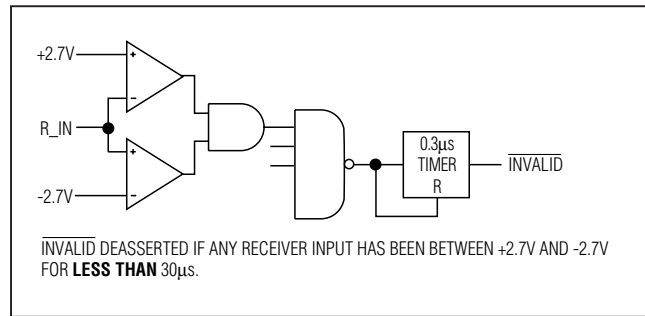 +2.7V
R_IN
-2.7V
0.3μs
TIMER
R
INVALID
INVALID DEASSERTED IF ANY RECEIVER INPUT HAS BEEN BETWEEN +2.7V AND -2.7V
FOR LESS THAN 30μs.